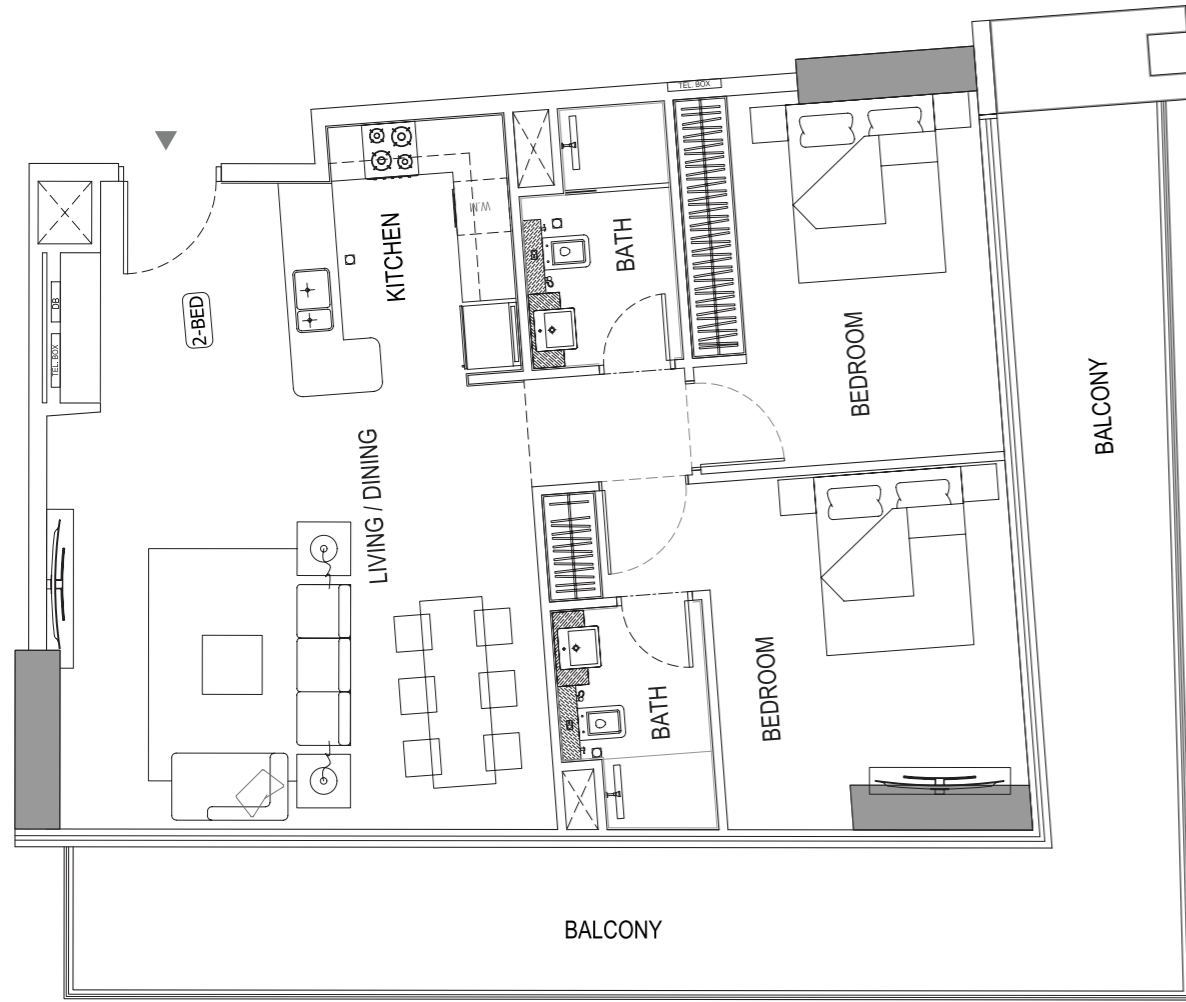 TEL. BOX
2-BED
DB
TEL. BOX
KITCHEN
W.M
BATH
BEDROOM
LIVING / DINING
BALCONY
BATH
BEDROOM
BALCONY